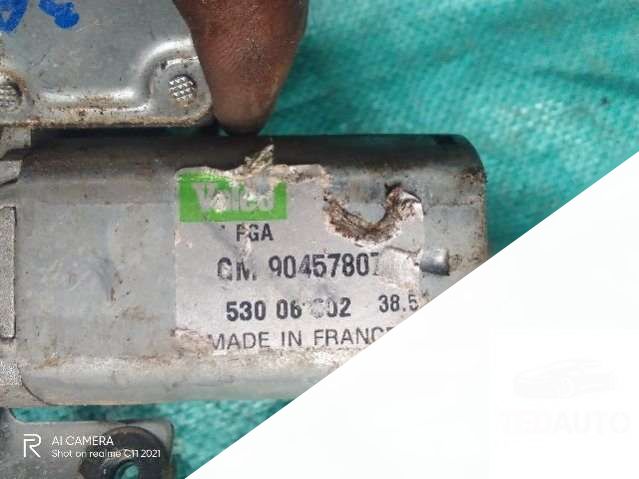 Valeo
PGA
GM 90457807
530 06 302 38.5
MADE IN FRANCE
AI CAMERA
Shot on realme C11 2021
TEDAUTO